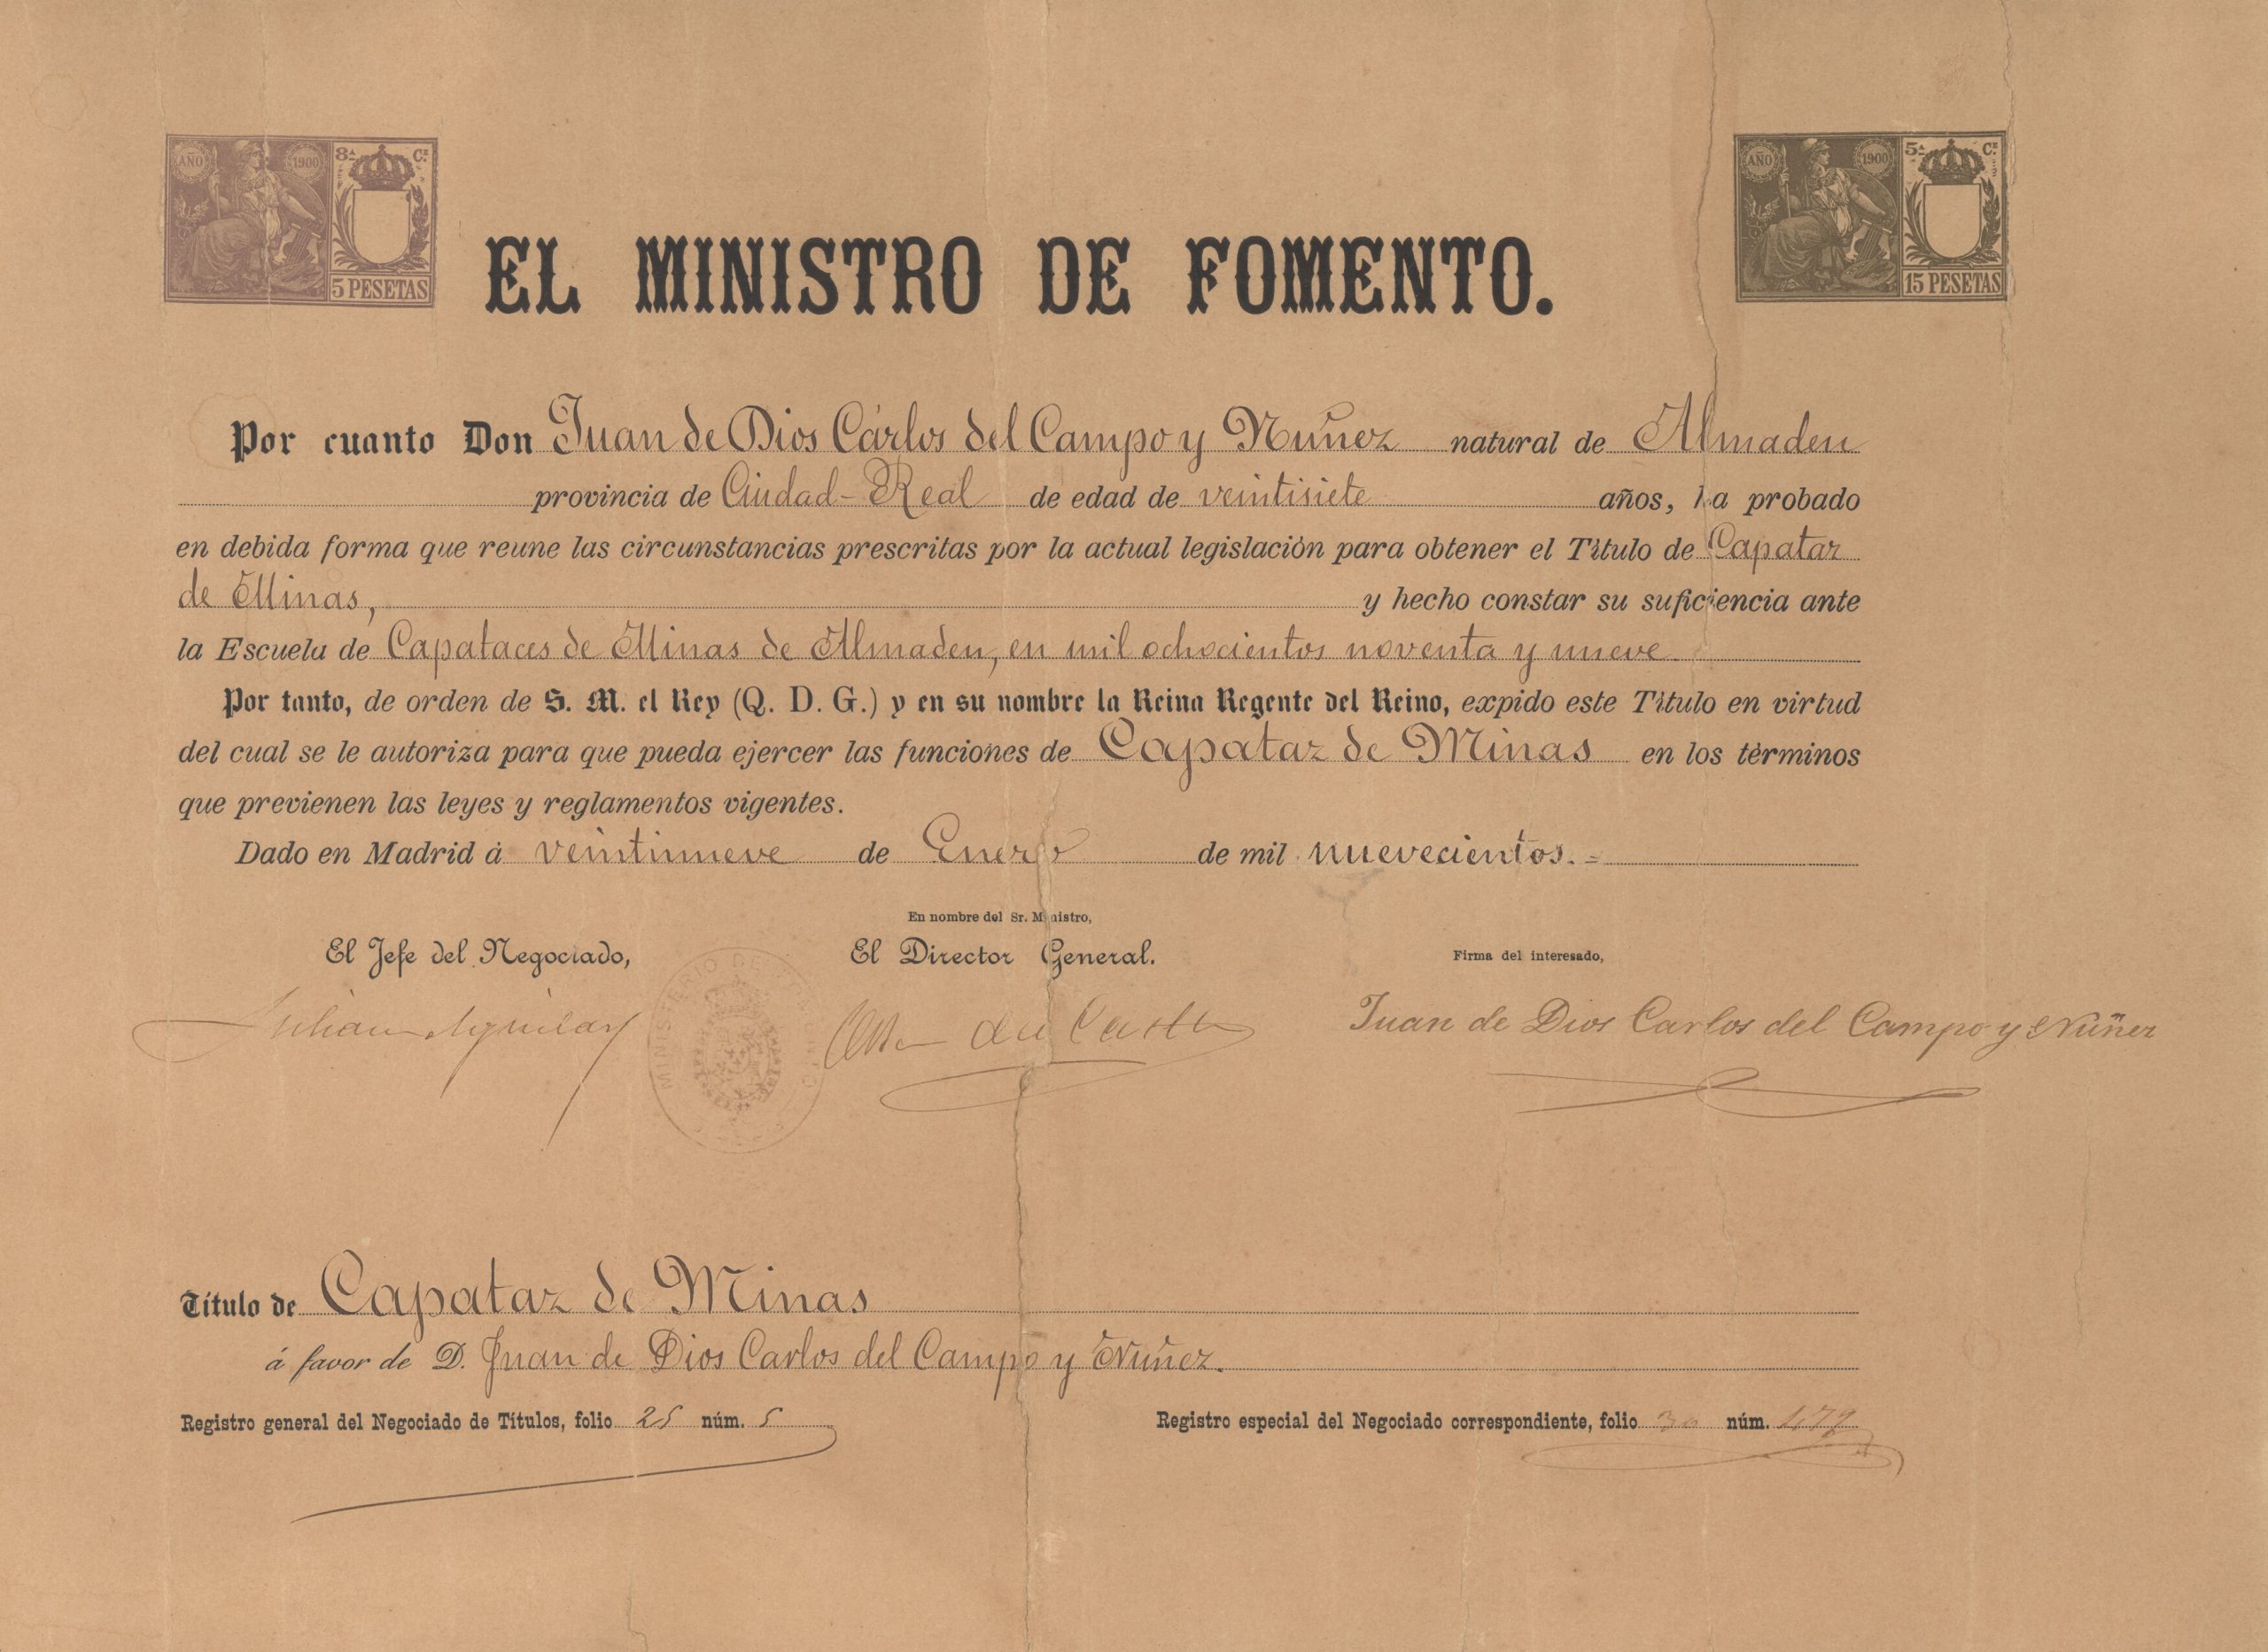 AÑO 1900 8ª Cᴱ
5 PESETAS
AÑO 1900 5ª Cᴱ
15 PESETAS
EL MINISTRO DE FOMENTO.
Por cuanto Don Juan de Dios Cárlos del Campo y Nuñez natural de Almaden
provincia de Ciudad-Real de edad de veintisiete años, ha probado
en debida forma que reune las circunstancias prescritas por la actual legislación para obtener el Título de Capataz
de Minas, y hecho constar su suficiencia ante
la Escuela de Capataces de Minas de Almaden, en mil ochocientos noventa y nueve
Por tanto, de orden de S. M. el Rey (Q. D. G.) y en su nombre la Reina Regente del Reino, expido este Título en virtud
del cual se le autoriza para que pueda ejercer las funciones de Capataz de Minas en los términos
que previenen las leyes y reglamentos vigentes.
Dado en Madrid á veintinueve de Enero de mil nuevecientos.=
En nombre del Sr. Ministro,
El Jefe del Negociado, El Director General. Firma del interesado,
Julián Aguilar Juan de Dios Carlos del Campo y Nuñez
MINISTERIO DE FOMENTO
Título de Capataz de Minas
á favor de D. Juan de Dios Carlos del Campo y Nuñez.
Registro general del Negociado de Títulos, folio 25 núm. 5 Registro especial del Negociado correspondiente, folio 30 núm.